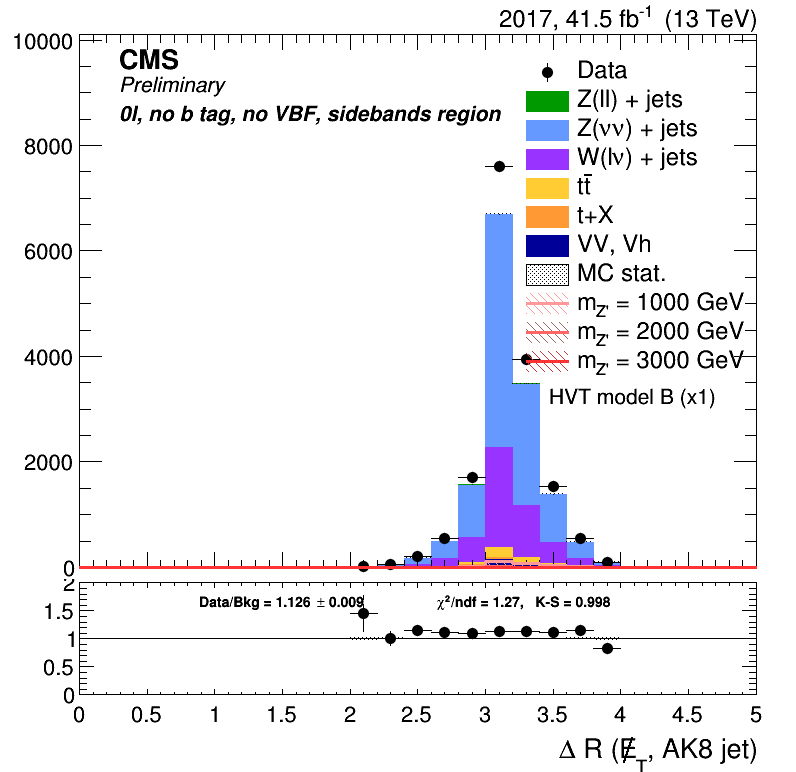 2017, 41.5 fb⁻¹ (13 TeV)
10000
8000
6000
4000
2000
0
CMS
Preliminary
0l, no b tag, no VBF, sidebands region
Data
Z(ll) + jets
Z(νν) + jets
W(lν) + jets
tt̄
t+X
VV, Vh
MC stat.
m_Z' = 1000 GeV
m_Z' = 2000 GeV
m_Z' = 3000 GeV
HVT model B (x1)
2
1.5
1
0.5
0
Data/Bkg = 1.126 ± 0.009
χ²/ndf = 1.27, K-S = 0.998
0 0.5 1 1.5 2 2.5 3 3.5 4 4.5 5
Δ R (E̸_T, AK8 jet)